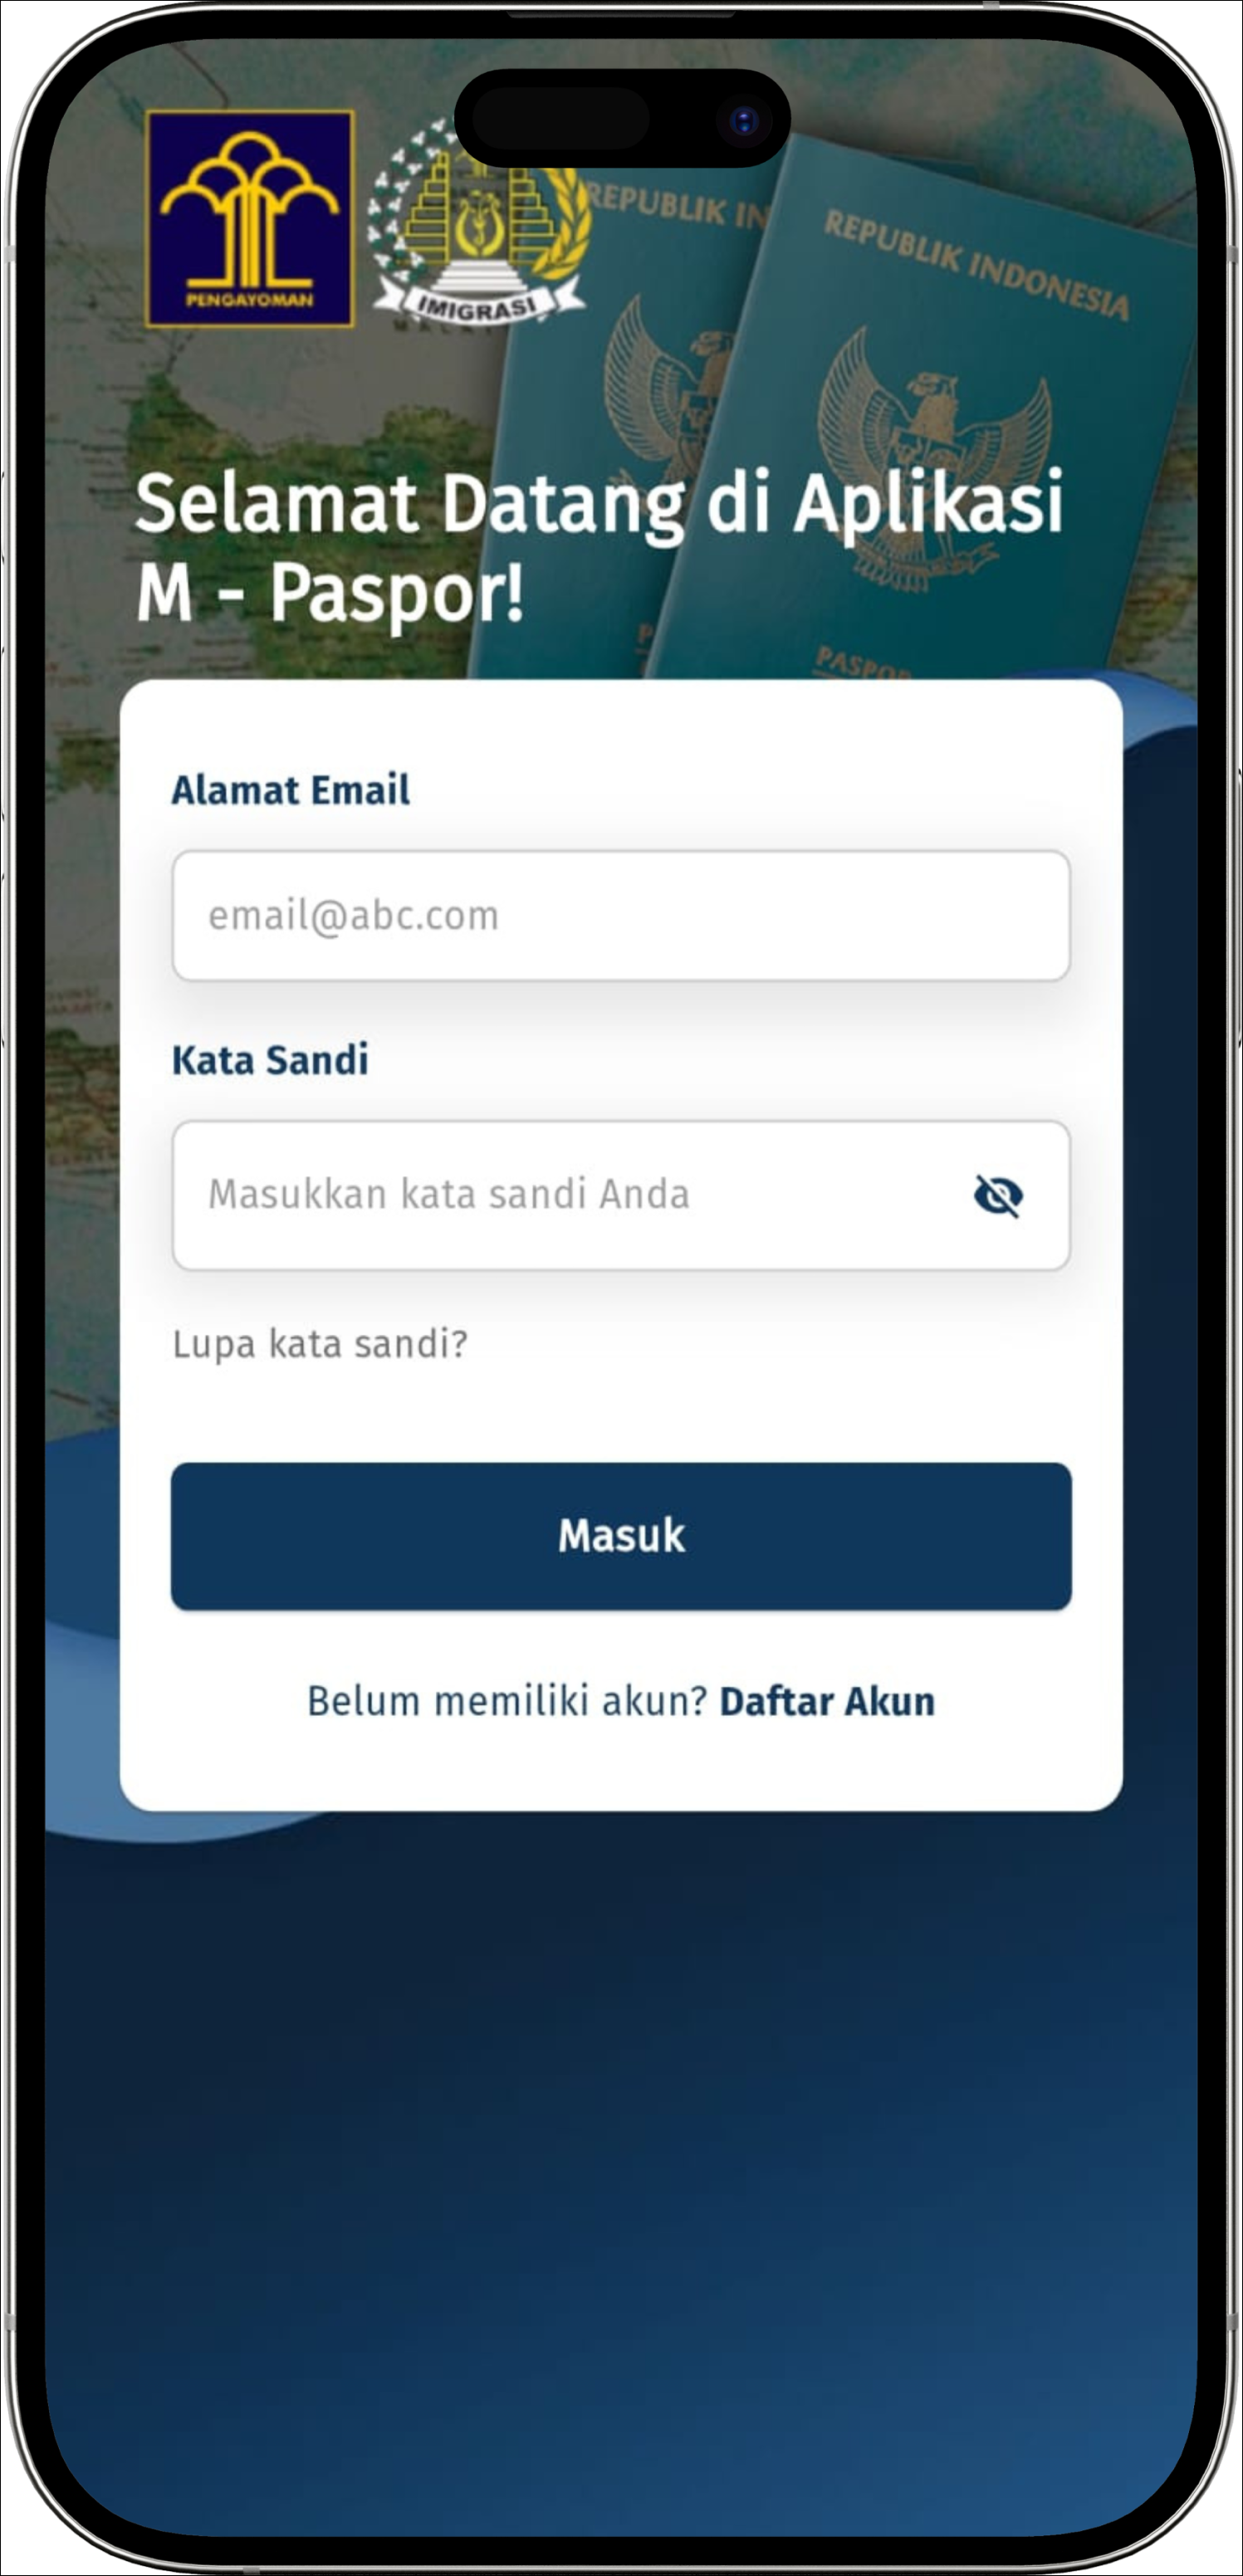 PENGAYOMAN
IMIGRASI
REPUBLIK IN
REPUBLIK INDONESIA
Selamat Datang di Aplikasi
M - Paspor!
PASPOR
Alamat Email
email@abc.com
Kata Sandi
Masukkan kata sandi Anda
Lupa kata sandi?
Masuk
Belum memiliki akun? Daftar Akun